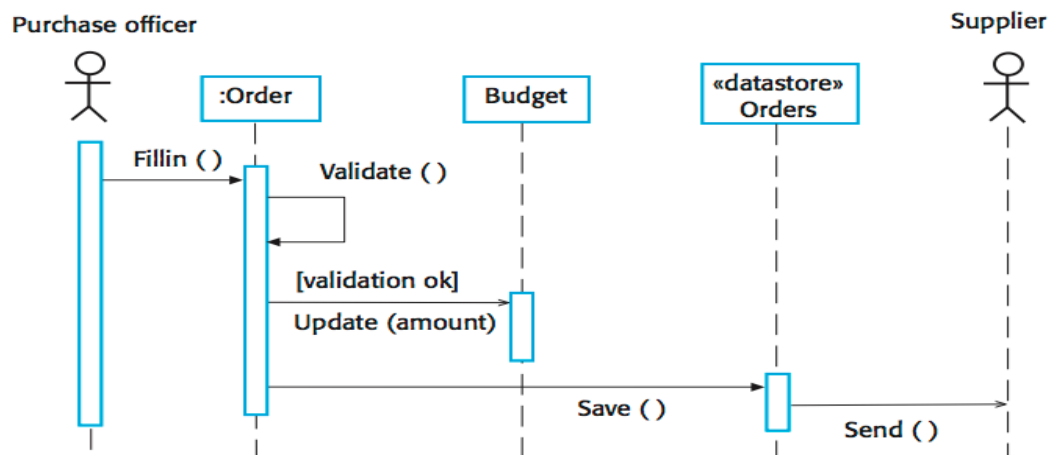 Purchase officer
Supplier
:Order
Budget
«datastore»
Orders
Fillin ( )
Validate ( )
[validation ok]
Update (amount)
Save ( )
Send ( )